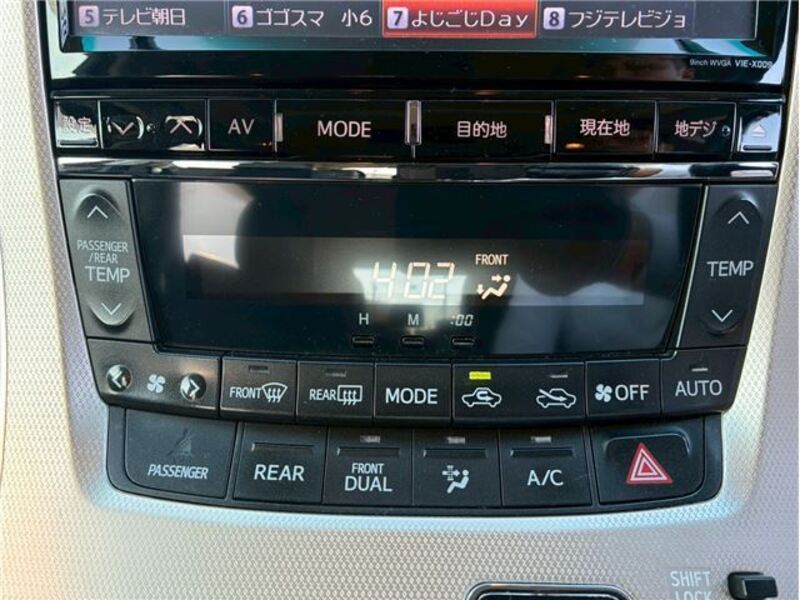 5 テレビ朝日 6 ゴゴスマ 小6 7 よじごじDay 8 フジテレビジョ
9inch WVGA VIE-X009
設定 AV MODE 目的地 現在地 地デジ
PASSENGER
/REAR
TEMP
4:02 FRONT
TEMP
H M :00
FRONT REAR MODE OFF AUTO
PASSENGER REAR FRONT
DUAL A/C
SHIFT
LOCK